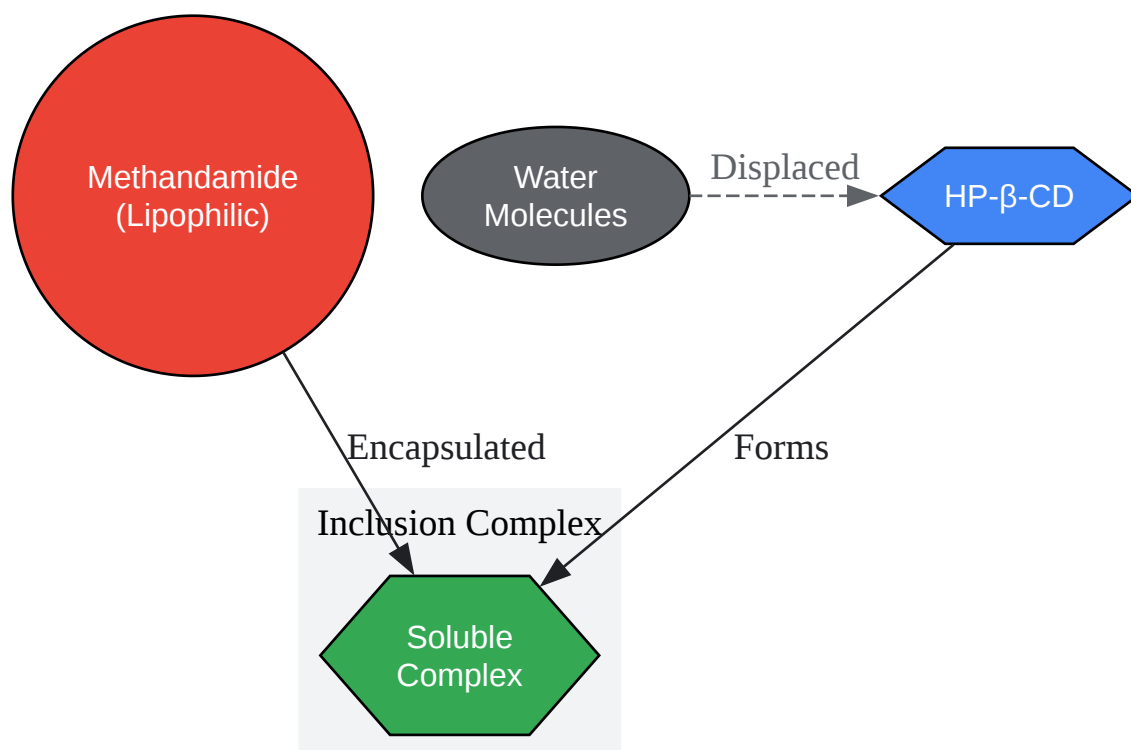 Methandamide
(Lipophilic)
Water
Molecules
Displaced
HP-β-CD
Encapsulated
Forms
Inclusion Complex
Soluble
Complex